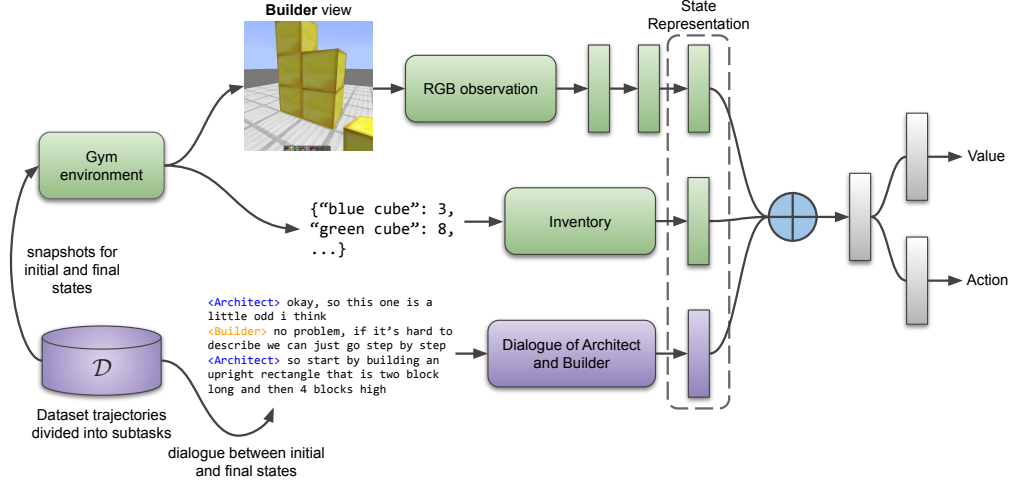 Builder view
State
Representation
RGB observation
Gym
environment
Value
{“blue cube”: 3,
“green cube”: 8,
...}
Inventory
snapshots for
initial and final
states
Action
<Architect> okay, so this one is a
little odd i think
<Builder> no problem, if it’s hard to
describe we can just go step by step
<Architect> so start by building an
upright rectangle that is two block
long and then 4 blocks high
Dialogue of Architect
and Builder
D
Dataset trajectories
divided into subtasks
dialogue between initial
and final states